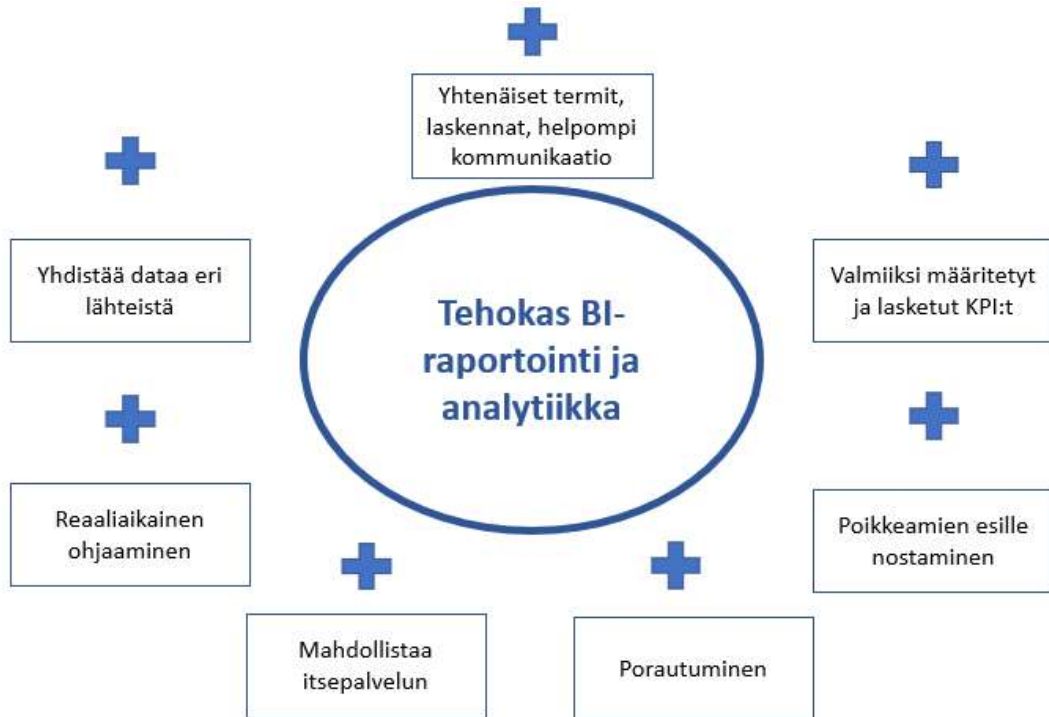 Yhtenäiset termit,
laskennat, helpompi
kommunikaatio
Yhdistää dataa eri
lähteistä
Valmiiksi määritetyt
ja lasketut KPI:t
Tehokas BI-
raportointi ja
analytiikka
Reaaliaikainen
ohjaaminen
Poikkeamien esille
nostaminen
Mahdollistaa
itsepalvelun
Porautuminen